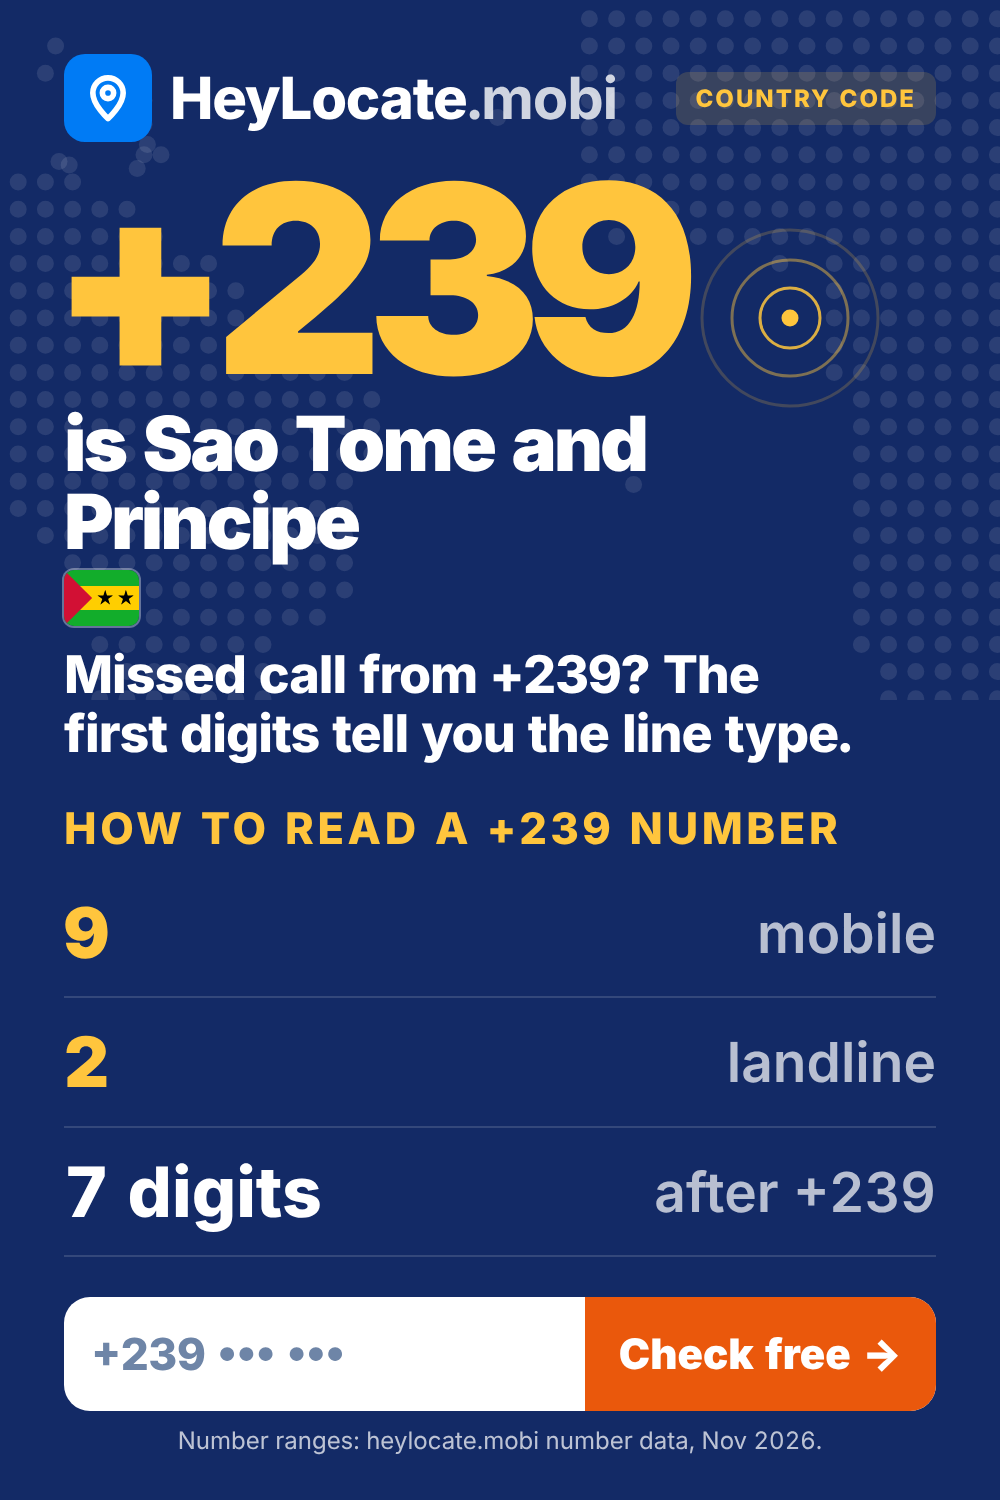 HeyLocate.mobi
COUNTRY CODE
+239
is Sao Tome and
Principe
Missed call from +239? The
first digits tell you the line type.
HOW TO READ A +239 NUMBER
9 mobile
2 landline
7 digits after +239
+239 ••• •••
Check free →
Number ranges: heylocate.mobi number data, Nov 2026.